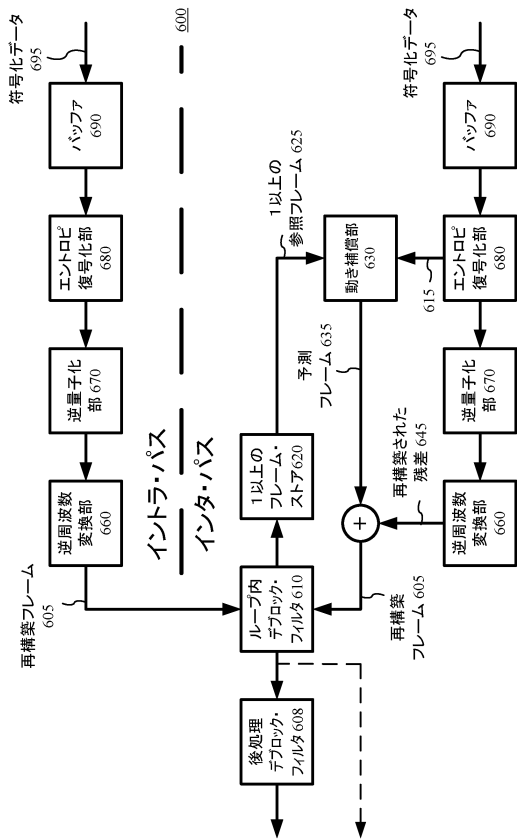 600
符号化データ
695
バッファ
690
エントロピ
復号化部
680
逆量子化
部 670
逆周波数
変換部
660
再構築フレーム
605
イントラ・パス
インタ・パス
後処理
デブロック・
フィルタ608
ループ内
デブロック・
フィルタ 610
1以上の
フレーム・
ストア620
1以上の
参照フレーム 625
動き補償部
630
予測
フレーム 635
再構築
フレーム 605
再構築された
残差 645
615
符号化データ
695
バッファ
690
エントロピ
復号化部
680
逆量子化
部 670
逆周波数
変換部
660
+